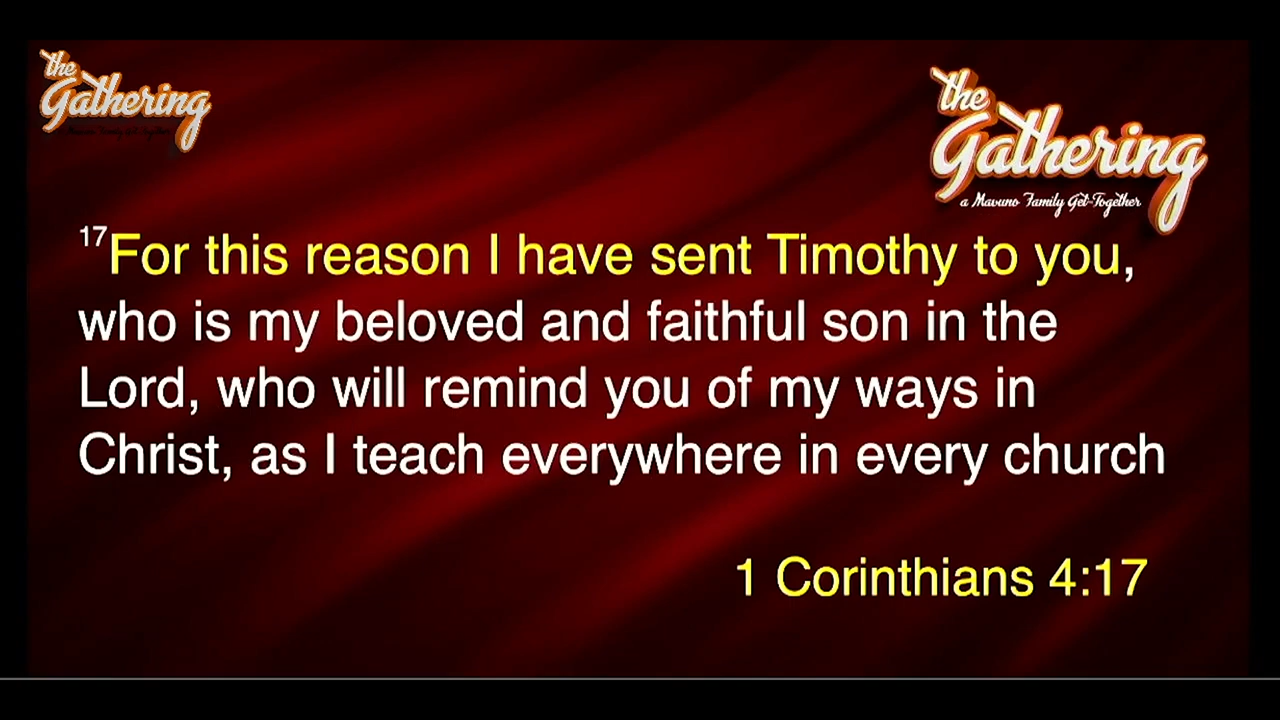 the
Gathering
the
Gathering
a Mavuno Family Get-Together
17For this reason I have sent Timothy to you,
who is my beloved and faithful son in the
Lord, who will remind you of my ways in
Christ, as I teach everywhere in every church
1 Corinthians 4:17